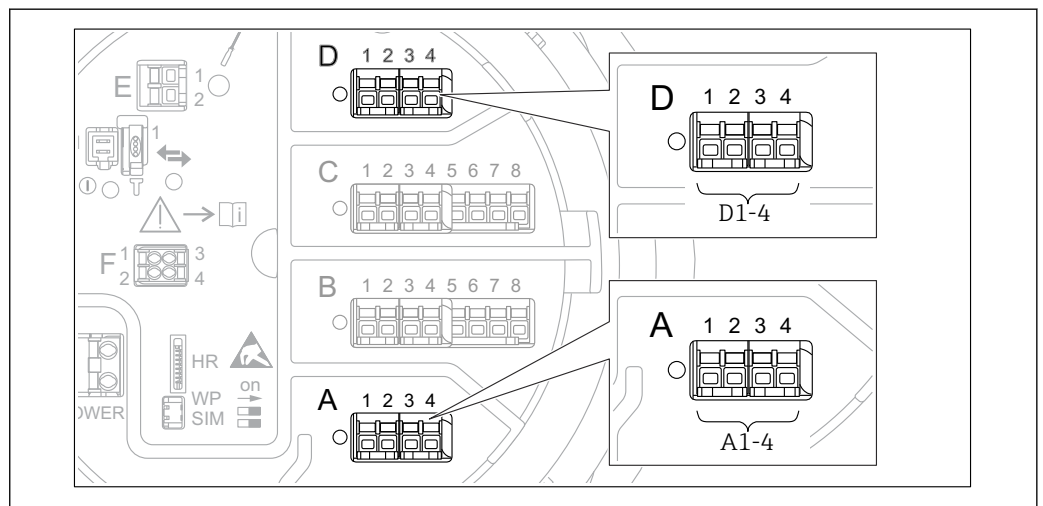 D 1 2 3 4
E 1
2
D 1 2 3 4
D1-4
1
C 1 2 3 4 5 6 7 8
i
F 1 3
2 4
B 1 2 3 4 5 6 7 8
A 1 2 3 4
A1-4
HR
WP on
SIM
OWER
A 1 2 3 4